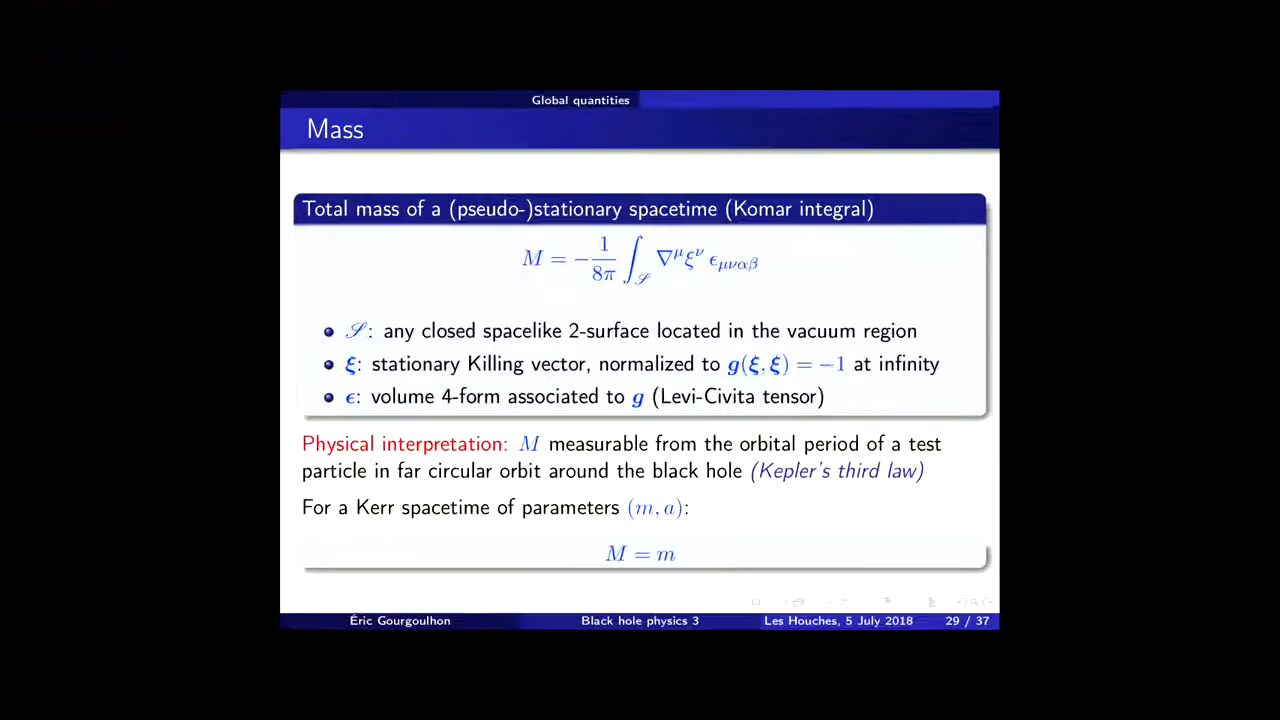 Global quantities
Mass
Total mass of a (pseudo-)stationary spacetime (Komar integral)
M = −\frac{1}{8π} ∫_𝒮 ∇^μ ξ^ν ϵ_{μναβ}
• 𝒮: any closed spacelike 2-surface located in the vacuum region
• ξ: stationary Killing vector, normalized to g(ξ, ξ) = −1 at infinity
• ϵ: volume 4-form associated to g (Levi-Civita tensor)
Physical interpretation: M measurable from the orbital period of a test
particle in far circular orbit around the black hole (Kepler's third law)
For a Kerr spacetime of parameters (m, a):
M = m
Éric Gourgoulhon Black hole physics 3 Les Houches, 5 July 2018 29 / 37